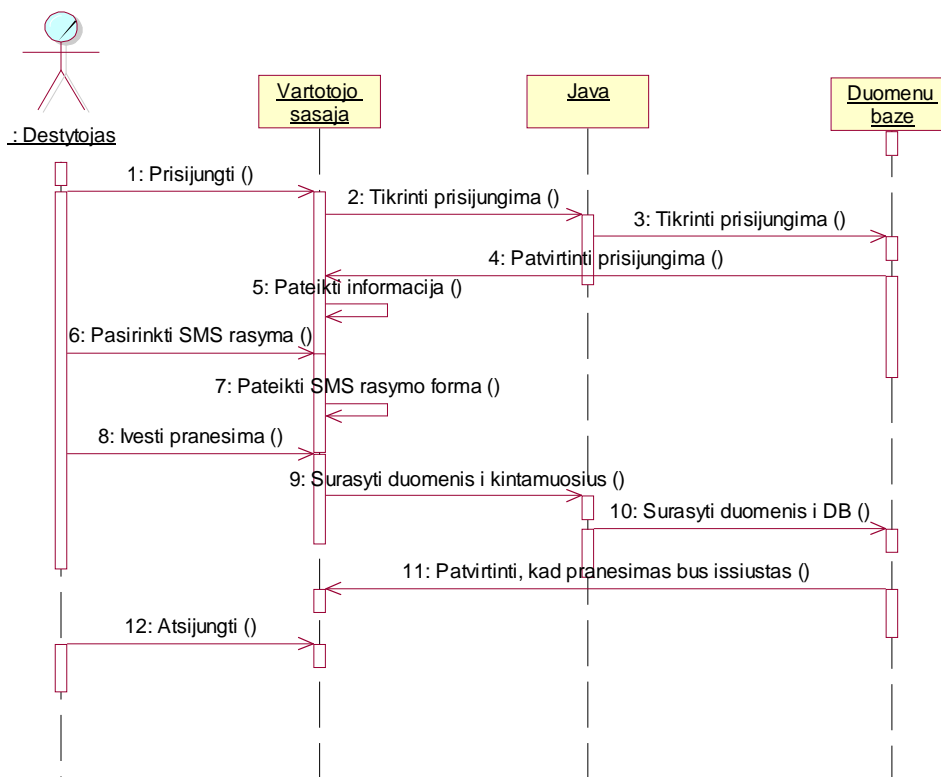 Vartotojo
sasaja
Java
Duomenu
baze
: Destytojas
1: Prisijungti ()
2: Tikrinti prisijungima ()
3: Tikrinti prisijungima ()
4: Patvirtinti prisijungima ()
5: Pateikti informacija ()
6: Pasirinkti SMS rasyma ()
7: Pateikti SMS rasymo forma ()
8: Ivesti pranesima ()
9: Surasyti duomenis i kintamuosius ()
10: Surasyti duomenis i DB ()
11: Patvirtinti, kad pranesimas bus issiustas ()
12: Atsijungti ()